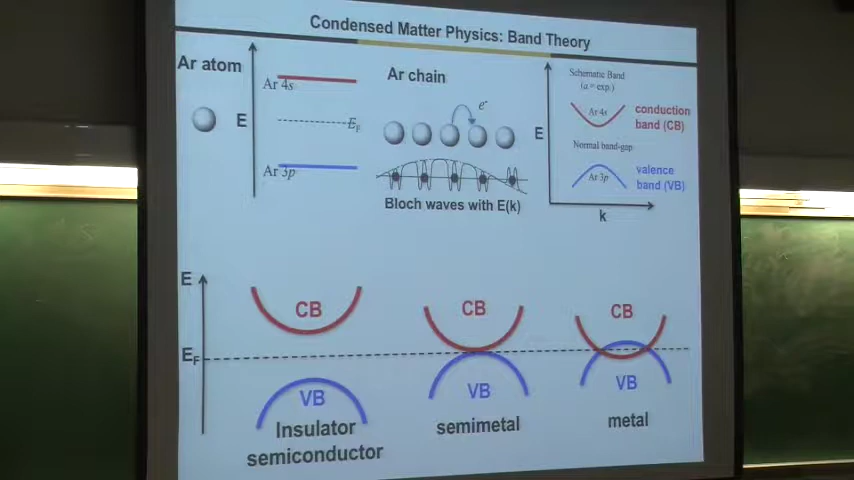 Condensed Matter Physics: Band Theory
Ar atom
E
Ar 4s
E_F
Ar 3p
Ar chain
e⁻
Bloch waves with E(k)
Schematic Band
(α = exp.)
E
Ar 4s
conduction
band (CB)
Normal band-gap
Ar 3p
valence
band (VB)
k
E
E_F
CB
VB
Insulator
semiconductor
CB
VB
semimetal
CB
VB
metal